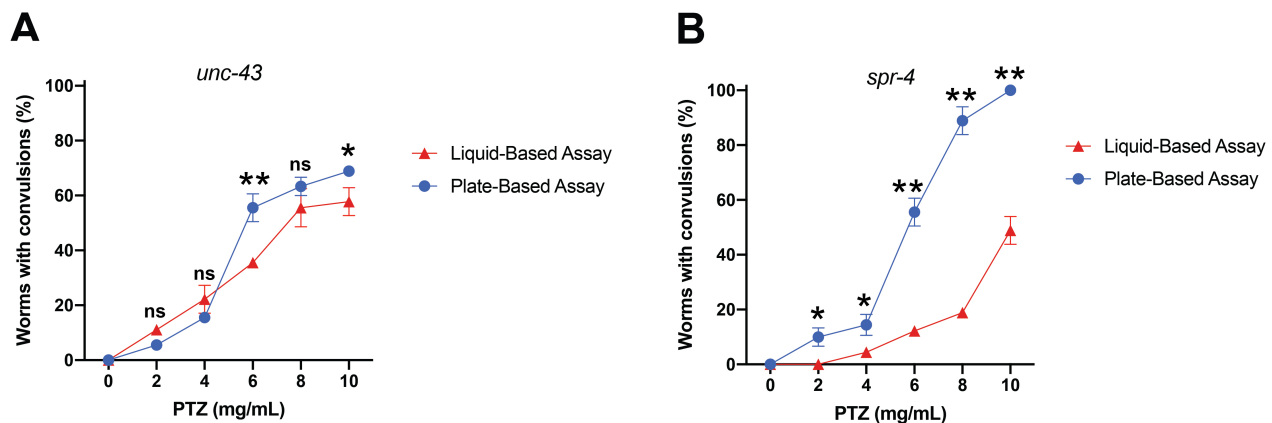 A
unc-43
Worms with convulsions (%)
100
80
60
40
20
0
ns
ns
**
ns
*
0 2 4 6 8 10
PTZ (mg/mL)
Liquid-Based Assay
Plate-Based Assay
B
spr-4
Worms with convulsions (%)
100
80
60
40
20
0
*
*
**
**
**
0 2 4 6 8 10
PTZ (mg/mL)
Liquid-Based Assay
Plate-Based Assay